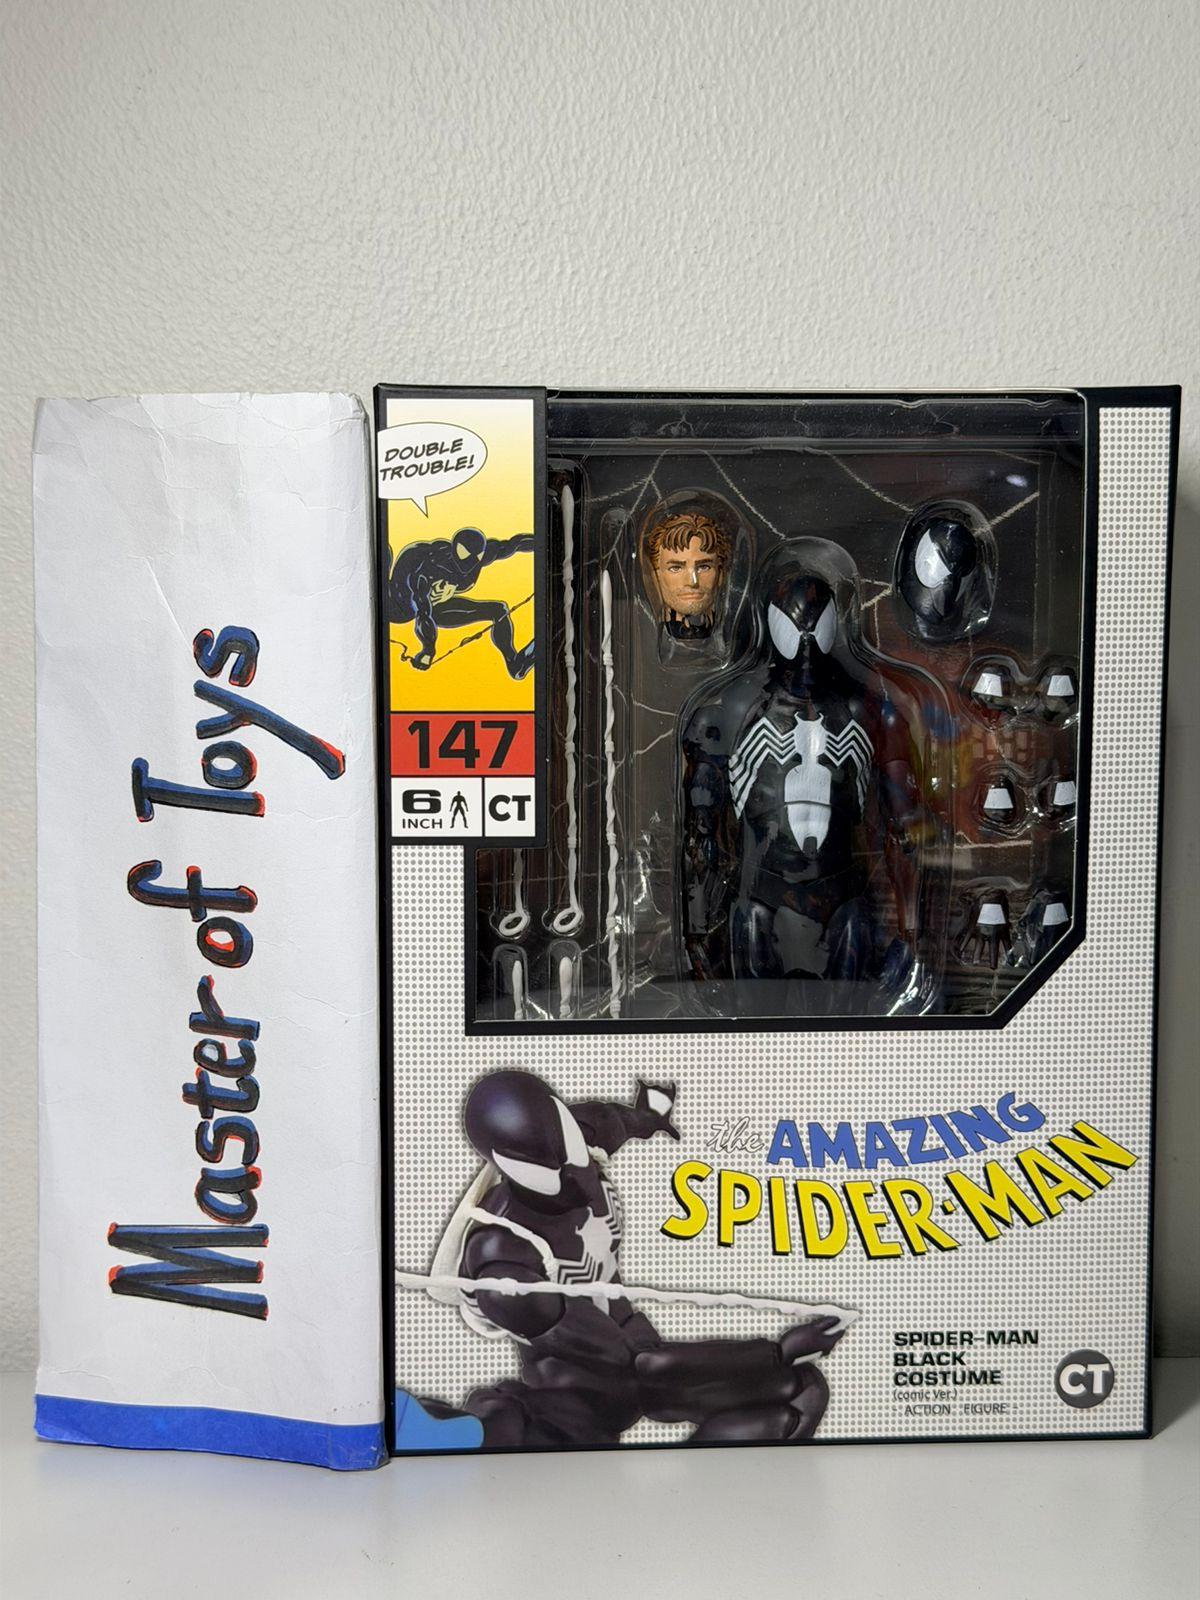 Master of Toys
DOUBLE
TROUBLE!
147
6
INCH
CT
the AMAZING
SPIDER-MAN
SPIDER-MAN
BLACK
COSTUME
(comic Ver.)
- ACTION FIGURE -
CT